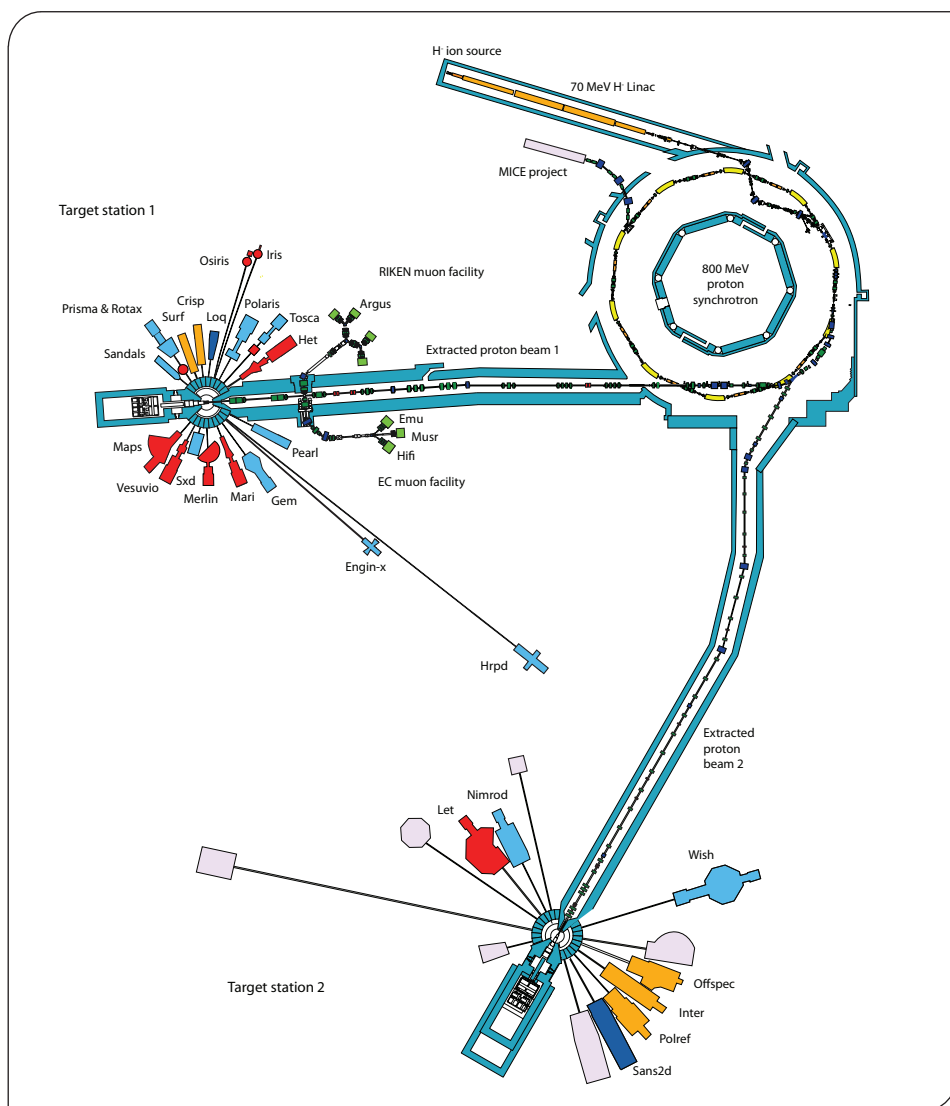 H- ion source
70 MeV H- Linac
MICE project
Target station 1
800 MeV
proton
synchrotron
Osiris
Iris
RIKEN muon facility
Prisma & Rotax
Crisp
Surf
Loq
Polaris
Tosca
Argus
Sandals
Het
Extracted proton beam 1
Maps
Vesuvio
Sxd
Merlin
Mari
Gem
Pearl
Emu
Musr
Hifi
EC muon facility
Engin-x
Hrpd
Extracted
proton
beam 2
Nimrod
Let
Wish
Target station 2
Offspec
Inter
Polref
Sans2d